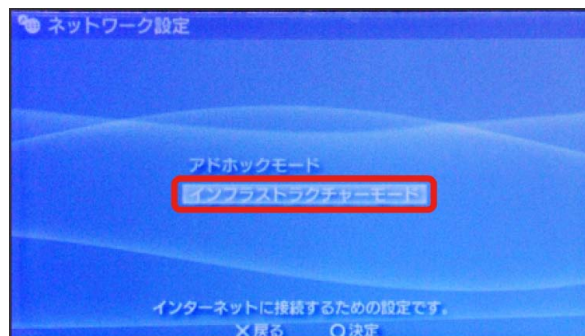 ネットワーク設定
アドホックモード
インフラストラクチャーモード
インターネットに接続するための設定です。
✕戻る ○決定